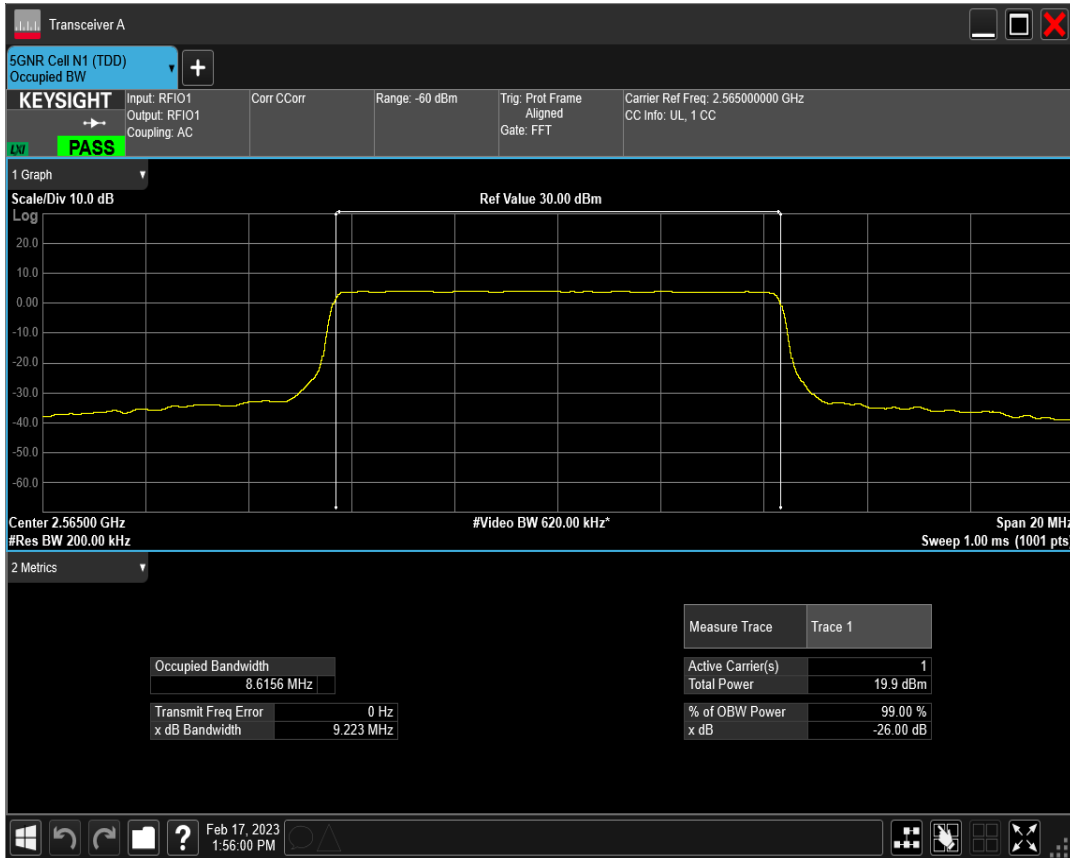 Transceiver A
5GNR Cell N1 (TDD)
Occupied BW
+
KEYSIGHT
LXI
PASS
Input: RFIO1
Output: RFIO1
Coupling: AC
Corr CCorr
Range: -60 dBm
Trig: Prot Frame
Aligned
Gate: FFT
Carrier Ref Freq: 2.565000000 GHz
CC Info: UL, 1 CC
1 Graph
Scale/Div 10.0 dB
Ref Value 30.00 dBm
Log
20.0
10.0
0.00
-10.0
-20.0
-30.0
-40.0
-50.0
-60.0
Center 2.56500 GHz
#Video BW 620.00 kHz*
Span 20 MHz
#Res BW 200.00 kHz
Sweep 1.00 ms (1001 pts)
2 Metrics
Measure Trace Trace 1
Occupied Bandwidth
8.6156 MHz
Active Carrier(s) 1
Total Power 19.9 dBm
Transmit Freq Error 0 Hz
x dB Bandwidth 9.223 MHz
% of OBW Power 99.00 %
x dB -26.00 dB
?
Feb 17, 2023
1:56:00 PM